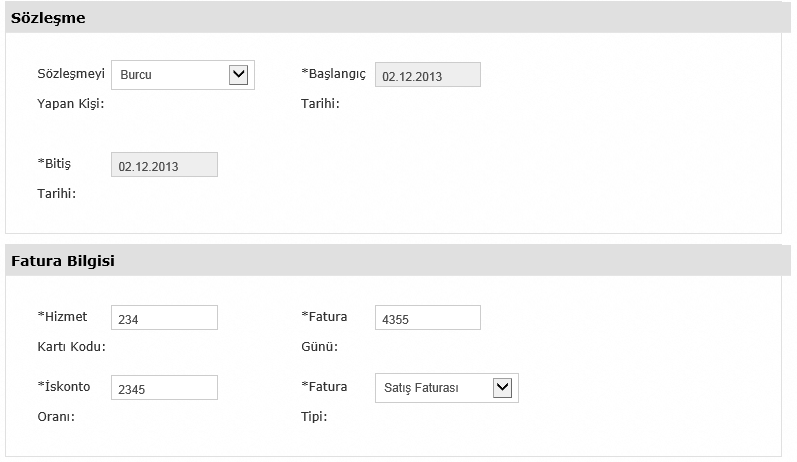 Sözleşme
Sözleşmeyi Burcu *Başlangıç 02.12.2013
Yapan Kişi: Tarihi:
*Bitiş 02.12.2013
Tarihi:
Fatura Bilgisi
*Hizmet 234 *Fatura 4355
Kartı Kodu: Günü:
*İskonto 2345 *Fatura Satış Faturası
Oranı: Tipi: